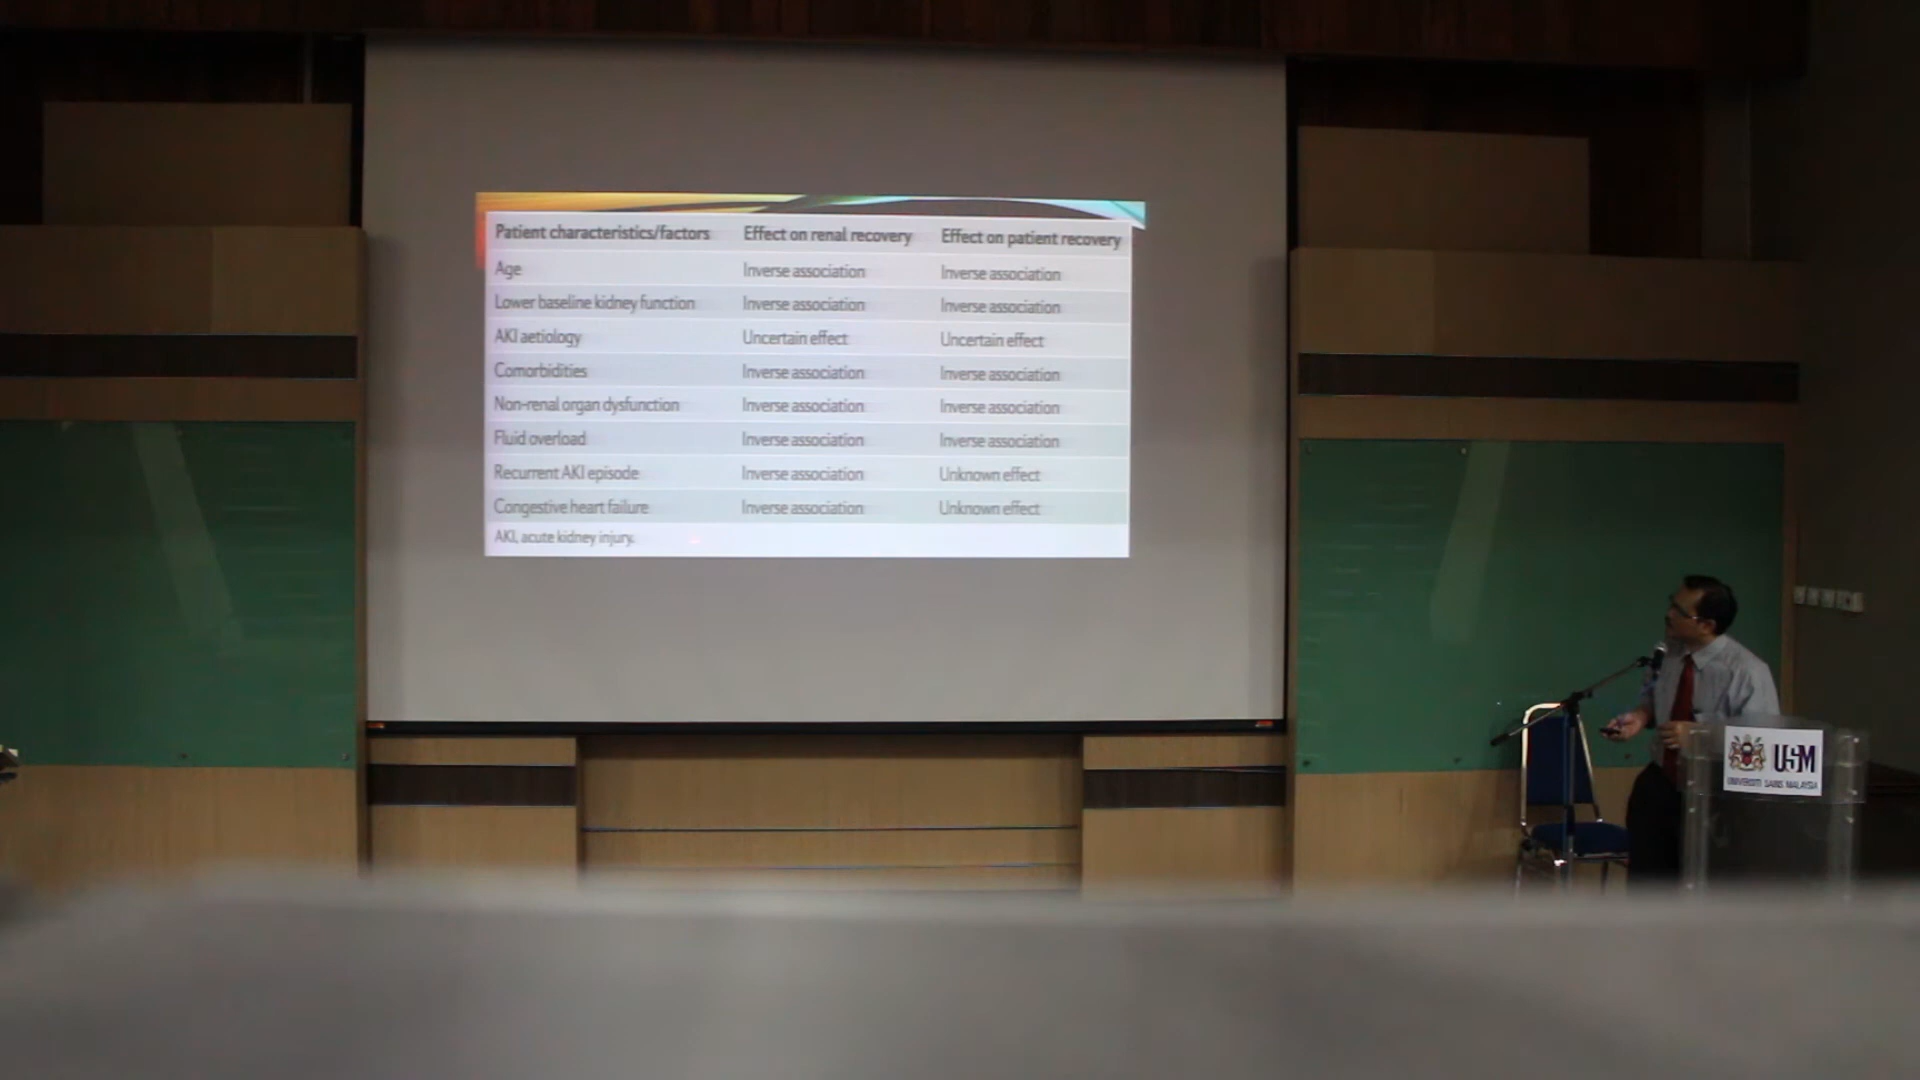 Patient characteristics/factors Effect on renal recovery Effect on patient recovery
Age Inverse association Inverse association
Lower baseline kidney function Inverse association Inverse association
AKI aetiology Uncertain effect Uncertain effect
Comorbidities Inverse association Inverse association
Non-renal organ dysfunction Inverse association Inverse association
Fluid overload Inverse association Inverse association
Recurrent AKI episode Inverse association Unknown effect
Congestive heart failure Inverse association Unknown effect
AKI, acute kidney injury.
USM
UNIVERSITI SAINS MALAYSIA